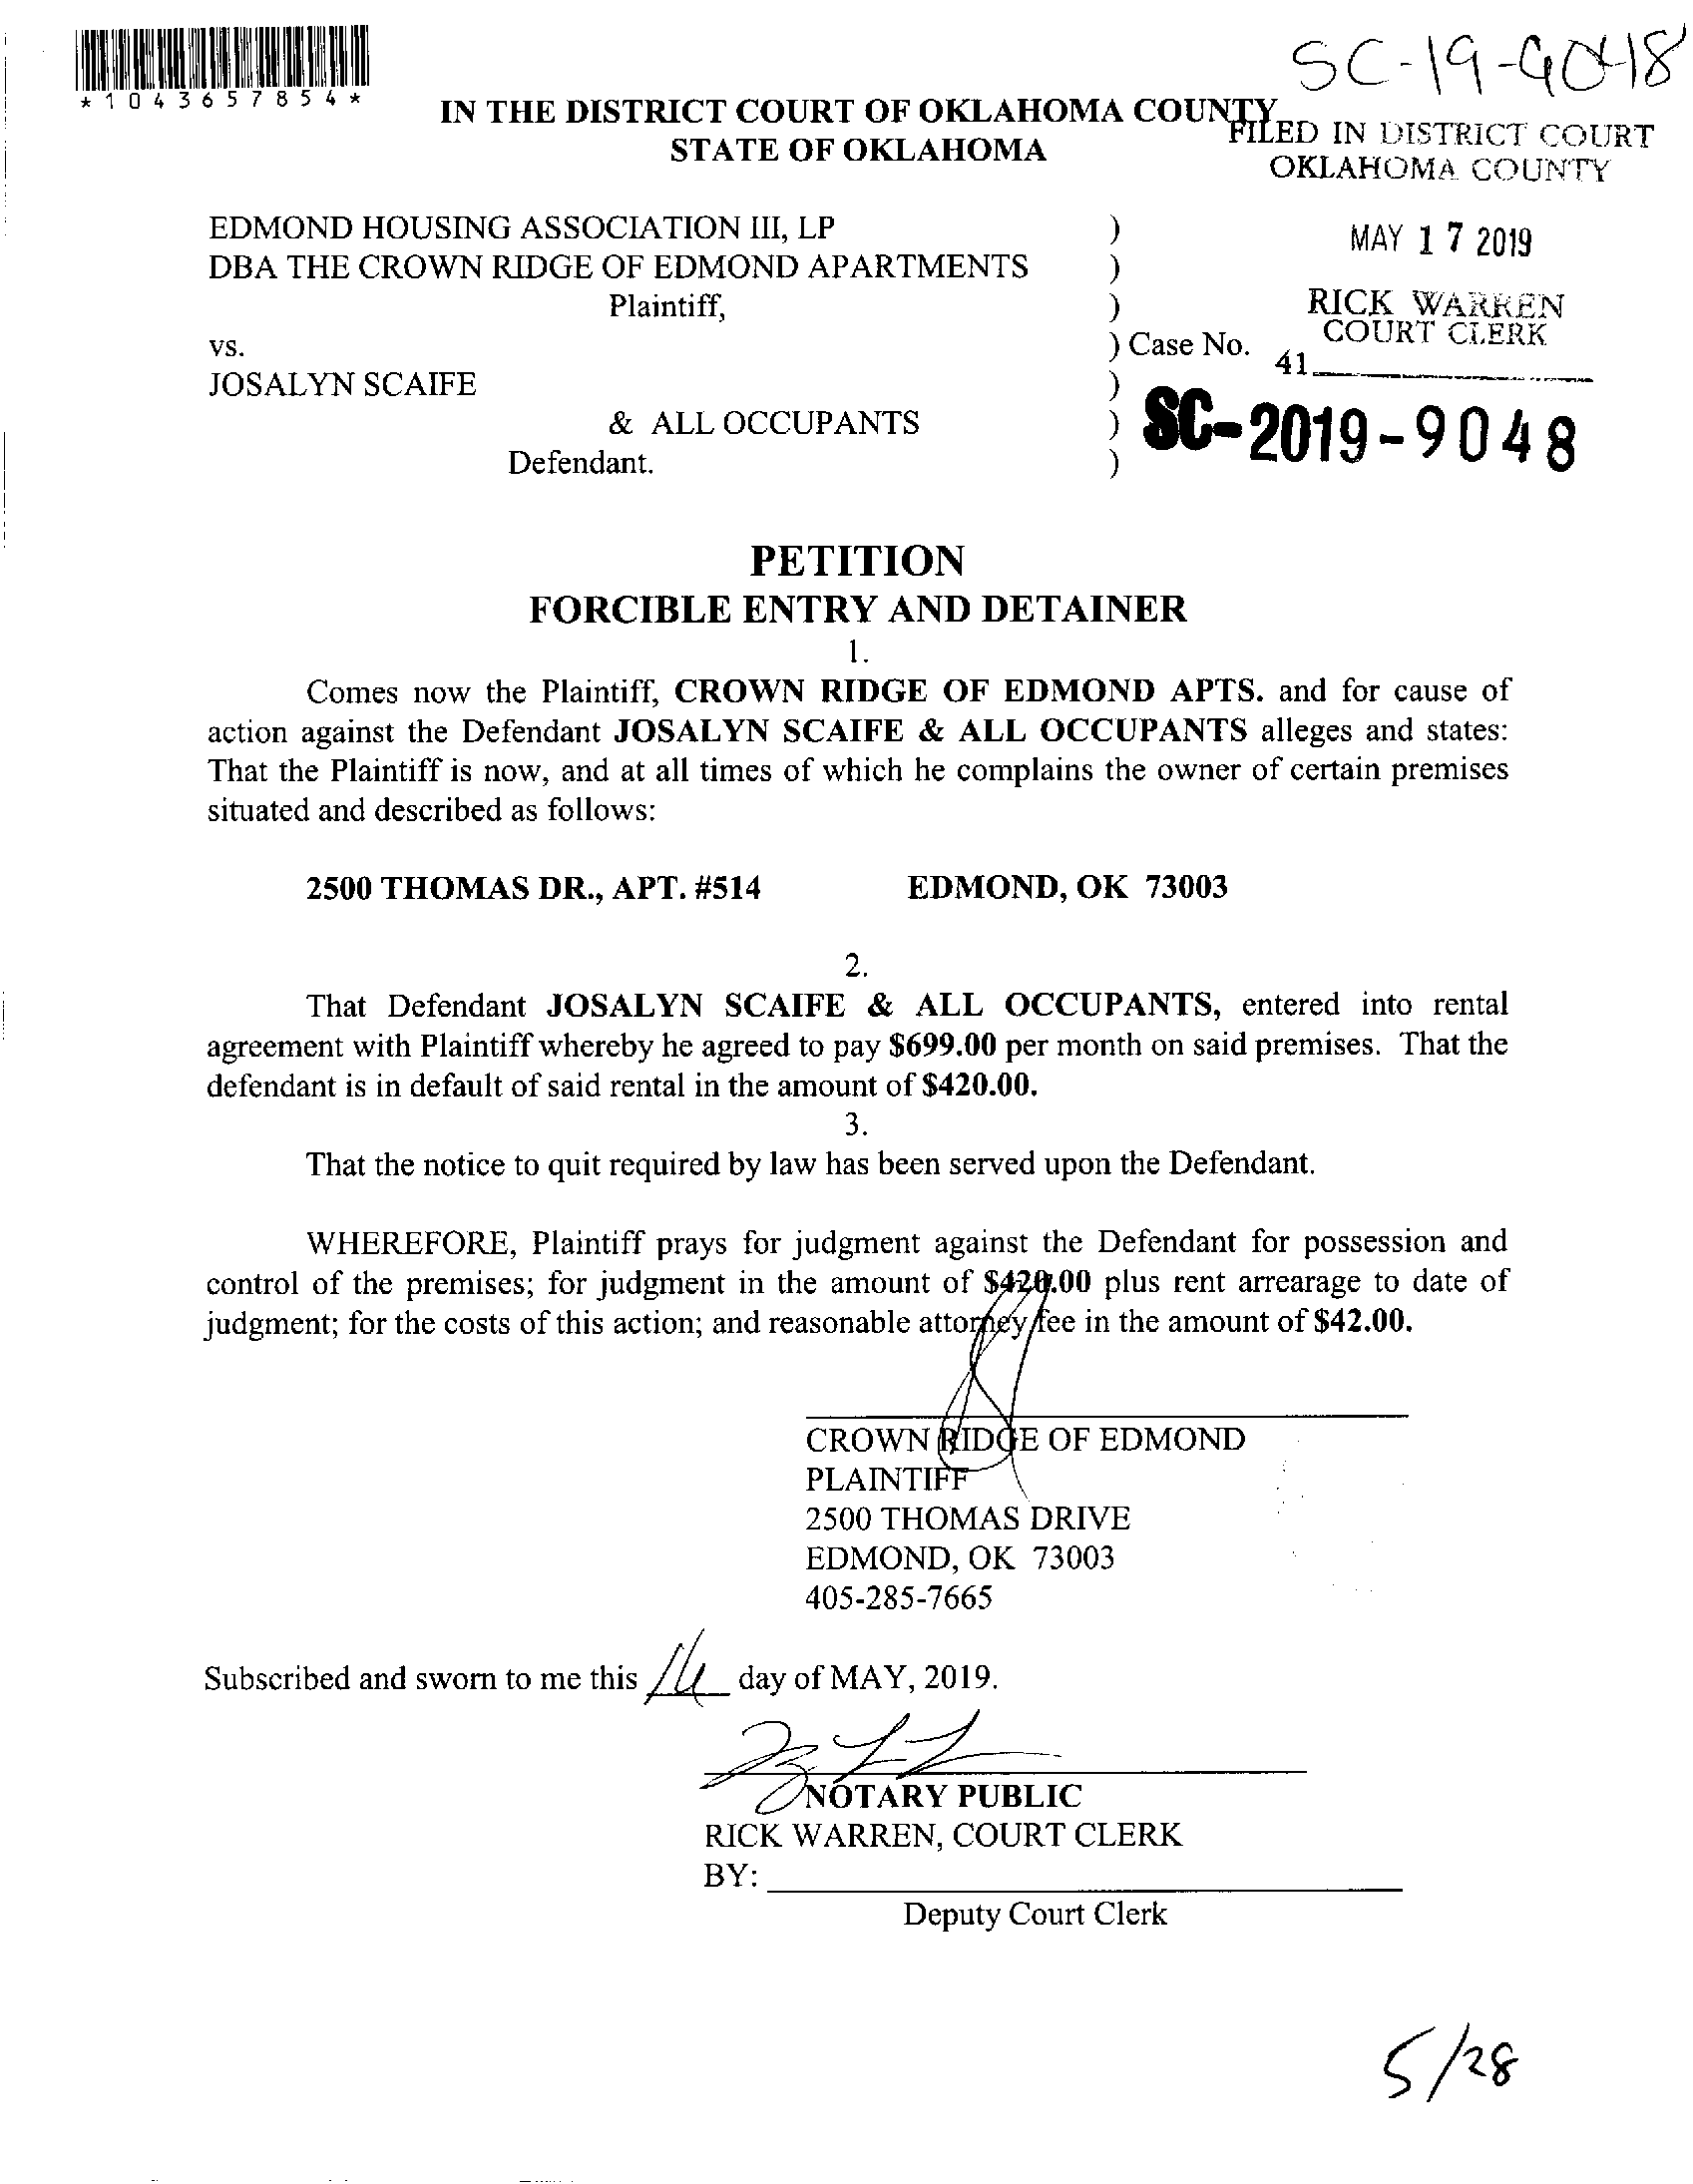 SC-19-9048
*1043657854*
IN THE DISTRICT COURT OF OKLAHOMA COUNTY
STATE OF OKLAHOMA
FILED IN DISTRICT COURT
OKLAHOMA COUNTY
MAY 17 2019
RICK WARREN
COURT CLERK
41
EDMOND HOUSING ASSOCIATION III, LP )
DBA THE CROWN RIDGE OF EDMOND APARTMENTS )
Plaintiff, )
vs. ) Case No.
JOSALYN SCAIFE )
& ALL OCCUPANTS )
Defendant. )
SC-2019-9048
PETITION
FORCIBLE ENTRY AND DETAINER
1.
Comes now the Plaintiff, CROWN RIDGE OF EDMOND APTS. and for cause of
action against the Defendant JOSALYN SCAIFE & ALL OCCUPANTS alleges and states:
That the Plaintiff is now, and at all times of which he complains the owner of certain premises
situated and described as follows:
2500 THOMAS DR., APT. #514 EDMOND, OK 73003
2.
That Defendant JOSALYN SCAIFE & ALL OCCUPANTS, entered into rental
agreement with Plaintiff whereby he agreed to pay $699.00 per month on said premises. That the
defendant is in default of said rental in the amount of $420.00.
3.
That the notice to quit required by law has been served upon the Defendant.
WHEREFORE, Plaintiff prays for judgment against the Defendant for possession and
control of the premises; for judgment in the amount of $420.00 plus rent arrearage to date of
judgment; for the costs of this action; and reasonable attorney fee in the amount of $42.00.
CROWN RIDGE OF EDMOND
PLAINTIFF
2500 THOMAS DRIVE
EDMOND, OK 73003
405-285-7665
Subscribed and sworn to me this day of MAY, 2019.
NOTARY PUBLIC
RICK WARREN, COURT CLERK
BY:
Deputy Court Clerk
5/28